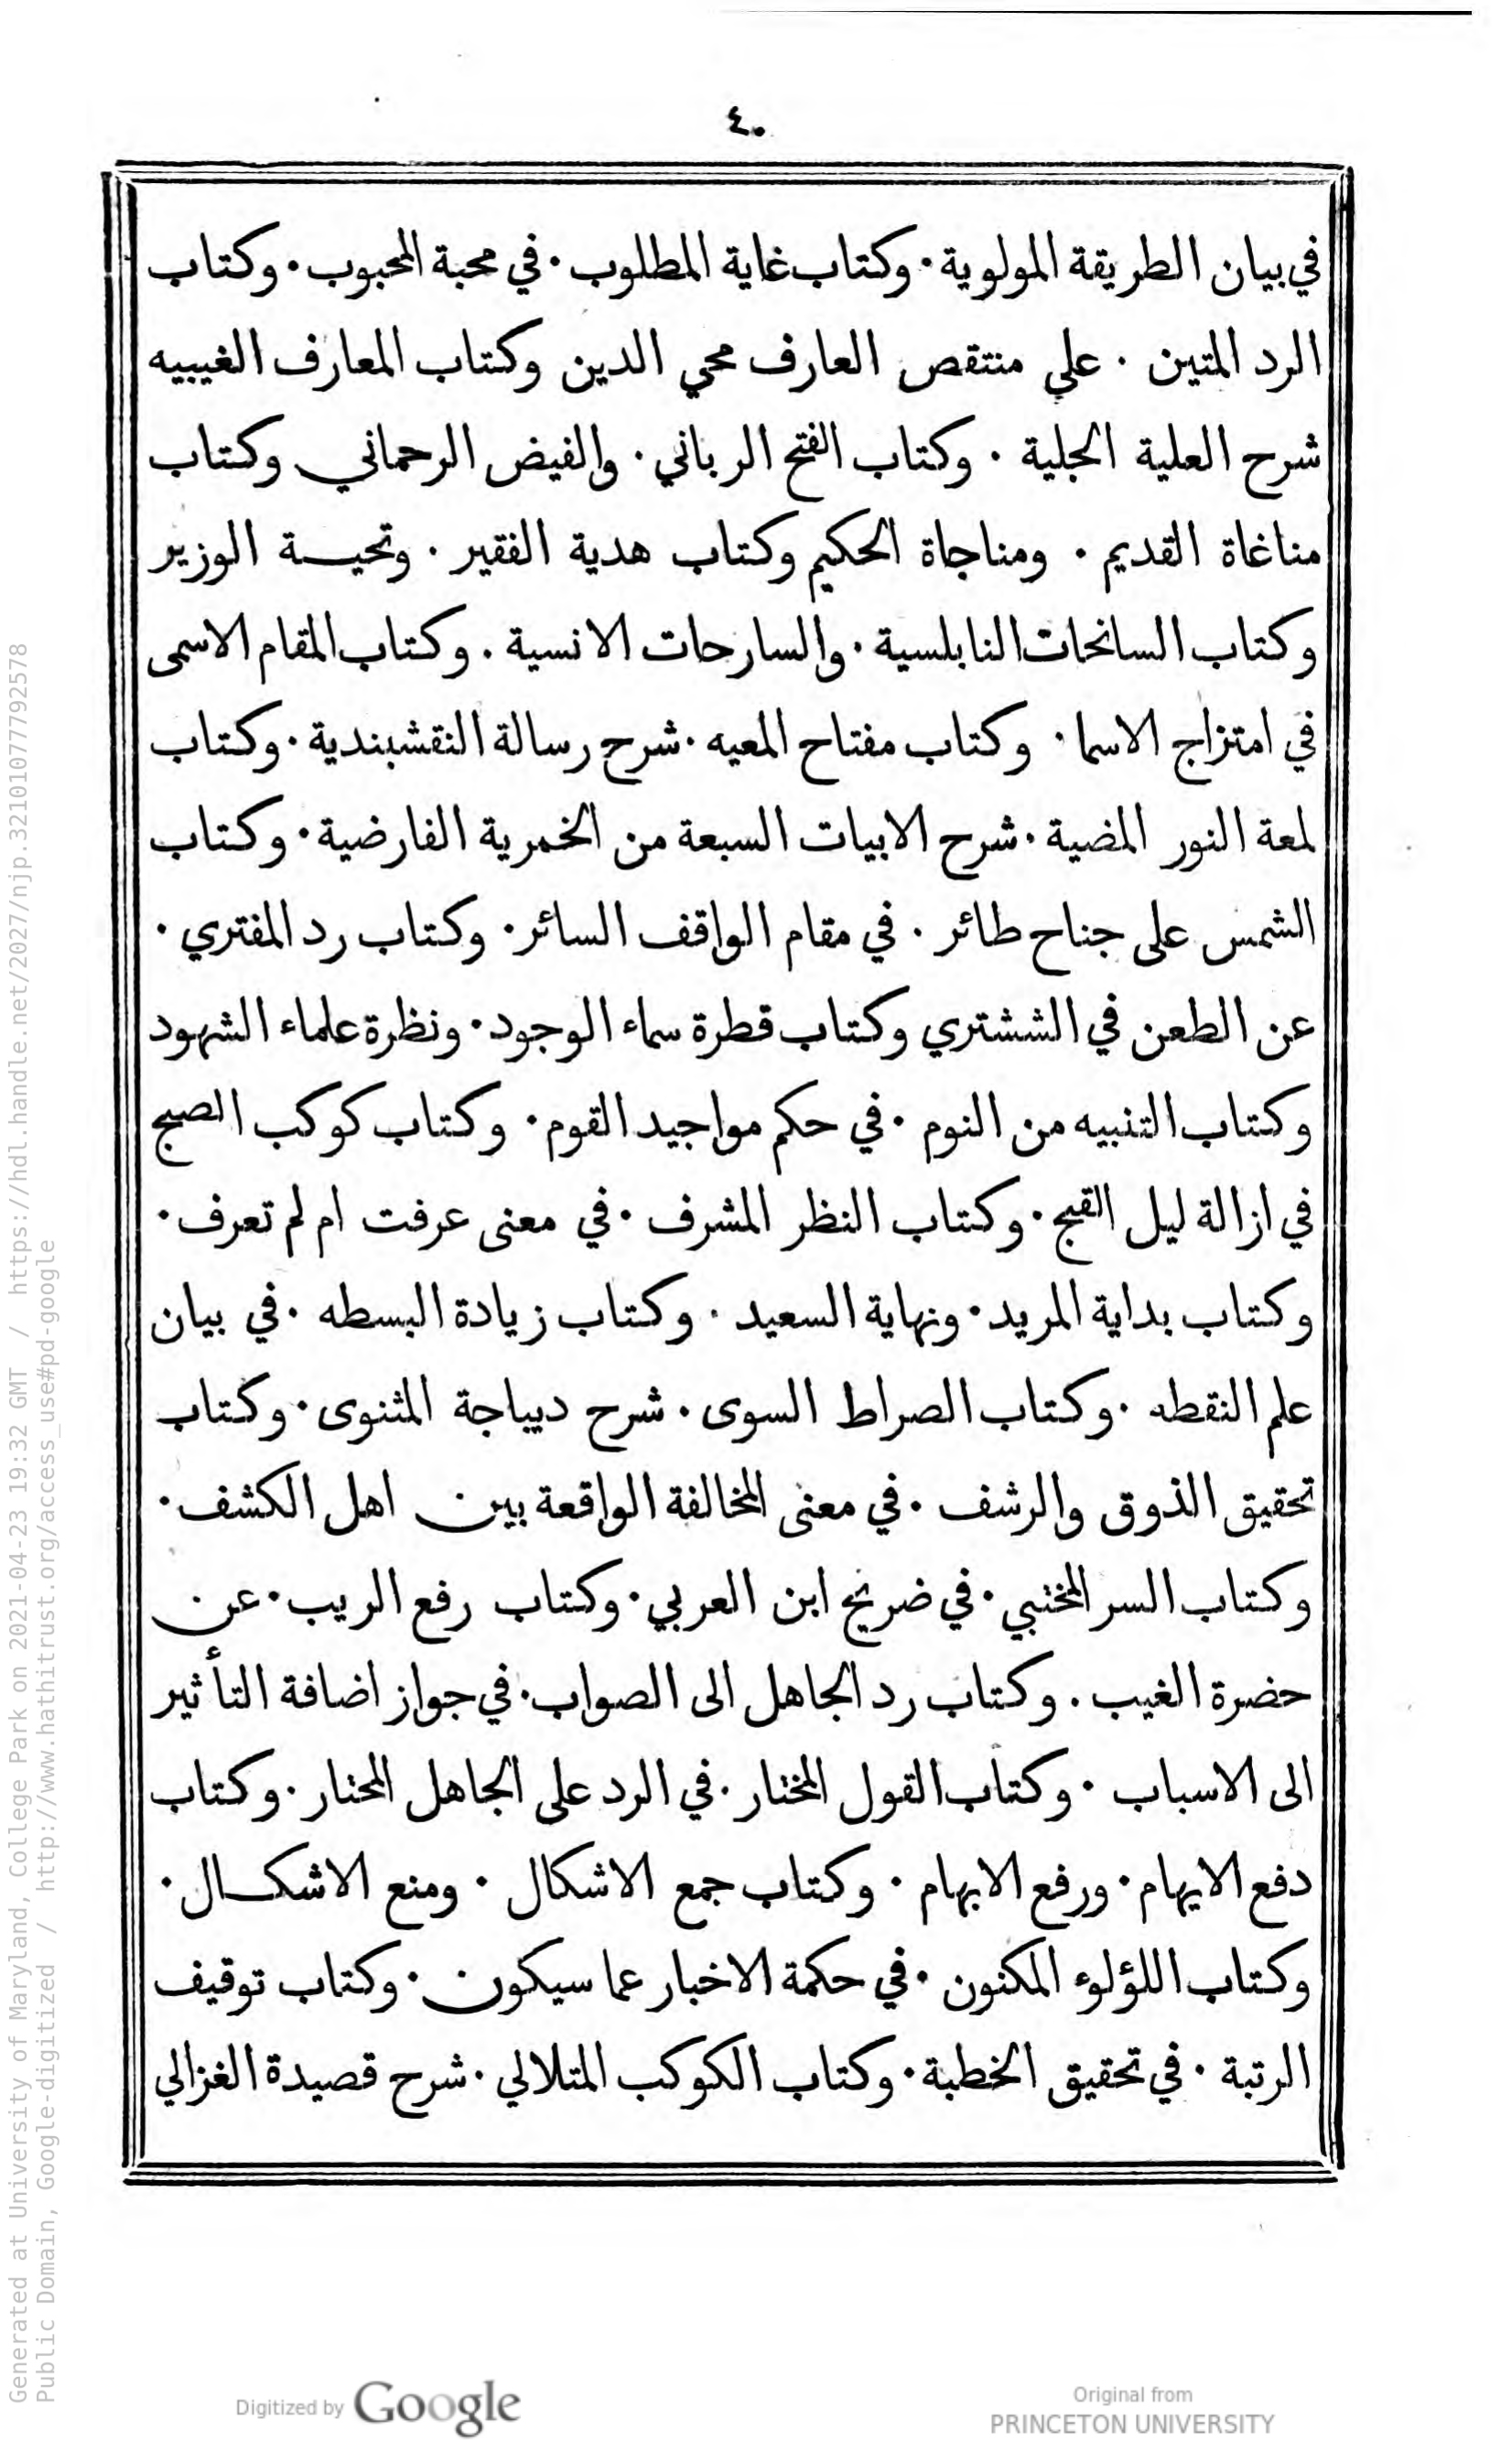 ٤٠
في بيان الطريقة المولوية · وكتاب غاية المطلوب · في محبة المحبوب · وكتاب
الرد المتين · على منتقص العارف محي الدين وكتاب المعارف الغيبيه
شرح العلية الجلية · وكتاب الفتح الرباني · والفيض الرحماني وكتاب
مناغاة القديم · ومناجاة الحكيم وكتاب هدية الفقير · وتحيـــة الوزير
وكتاب السانحات النابلسية · والسارحات الانسية · وكتاب المقام الاسمى
في امتزاج الاسما · وكتاب مفتاح المعيه · شرح رسالة النقشبندية · وكتاب
لمعة النور المضية · شرح الابيات السبعة من الخمرية الفارضية · وكتاب
الشمس على جناح طائر · في مقام الواقف السائر · وكتاب رد المفتري ·
عن الطعن في الششتري وكتاب قطرة سماء الوجود · ونظرة علماء الشهود
وكتاب التنبيه من النوم · في حكم مواجيد القوم · وكتاب كوكب الصبح
في ازالة ليل القبح · وكتاب النظر المشرف · في معنى عرفت ام لم تعرف ·
وكتاب بداية المريد · ونهاية السعيد · وكتاب زيادة البسطه · في بيان
علم النقطه · وكتاب الصراط السوى · شرح ديباجة المثنوى · وكتاب
تحقيق الذوق والرشف · في معنى المخالفة الواقعة بين اهل الكشف ·
وكتاب السر المختبي · في ضريح ابن العربي · وكتاب رفع الريب · عن
حضرة الغيب · وكتاب رد الجاهل الى الصواب · في جواز اضافة التأثير
الى الاسباب · وكتاب القول المختار · في الرد على الجاهل المحتار · وكتاب
دفع الايهام · ورفع الابهام · وكتاب جمع الاشكال · ومنع الاشكـــال ·
وكتاب اللؤلوء المكنون · في حكمة الاخبار عما سيكون · وكتاب توقيف
الرتبة · في تحقيق الخطبة · وكتاب الكوكب المتلالي · شرح قصيدة الغزالي
Generated at University of Maryland, College Park on 2021-04-23 19:32 GMT / https://hdl.handle.net/2027/njp.32101077792578
Public Domain, Google-digitized / http://www.hathitrust.org/access_use#pd-google
Digitized by Google
Original from
PRINCETON UNIVERSITY